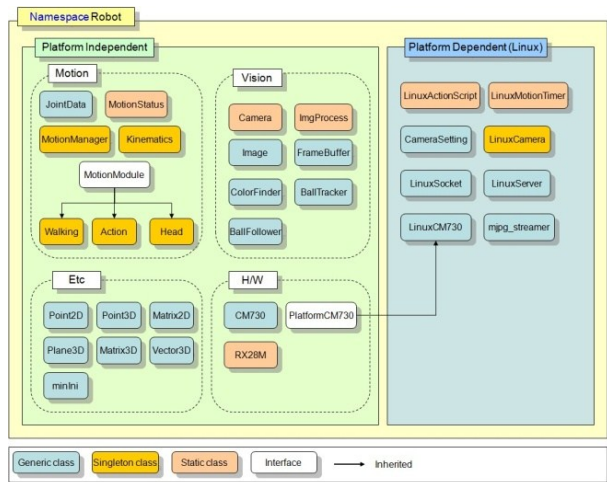 Namespace Robot
Platform Independent
Motion
JointData
MotionStatus
MotionManager
Kinematics
MotionModule
Walking
Action
Head
Vision
Camera
ImgProcess
Image
FrameBuffer
ColorFinder
BallTracker
BallFollower
Etc
Point2D
Point3D
Matrix2D
Plane3D
Matrix3D
Vector3D
minIni
H/W
CM730
PlatformCM730
RX28M
Platform Dependent (Linux)
LinuxActionScript
LinuxMotionTimer
CameraSetting
LinuxCamera
LinuxSocket
LinuxServer
LinuxCM730
mjpg_streamer
Generic class
Singleton class
Static class
Interface
Inherited